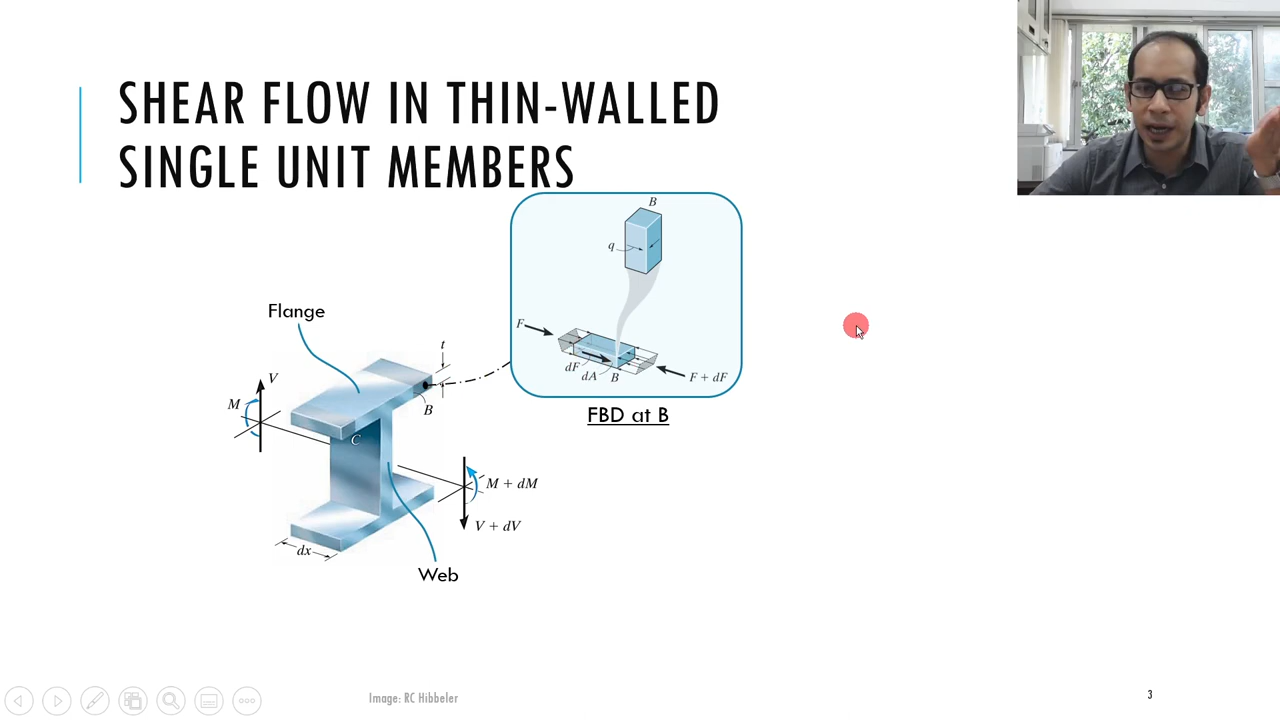 SHEAR FLOW IN THIN-WALLED
SINGLE UNIT MEMBERS
B
q
Flange
F
t
dF
dA
B
F + dF
V
M
B
FBD at B
C
M + dM
V + dV
dx
Web
Image: RC Hibbeler
3